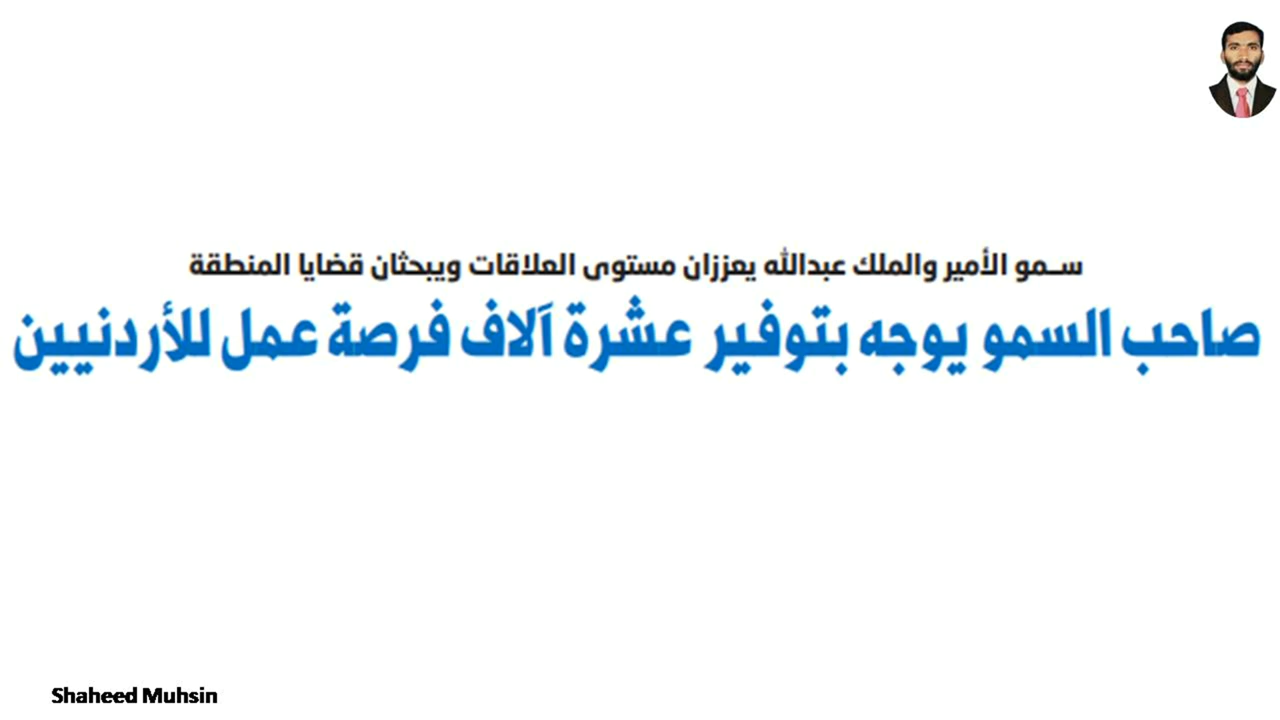 سـمو الأمير والملك عبدالله يعززان مستوى العلاقات ويبحثان قضايا المنطقة
صاحب السمو يوجه بتوفير عشرة آلاف فرصة عمل للأردنيين
Shaheed Muhsin